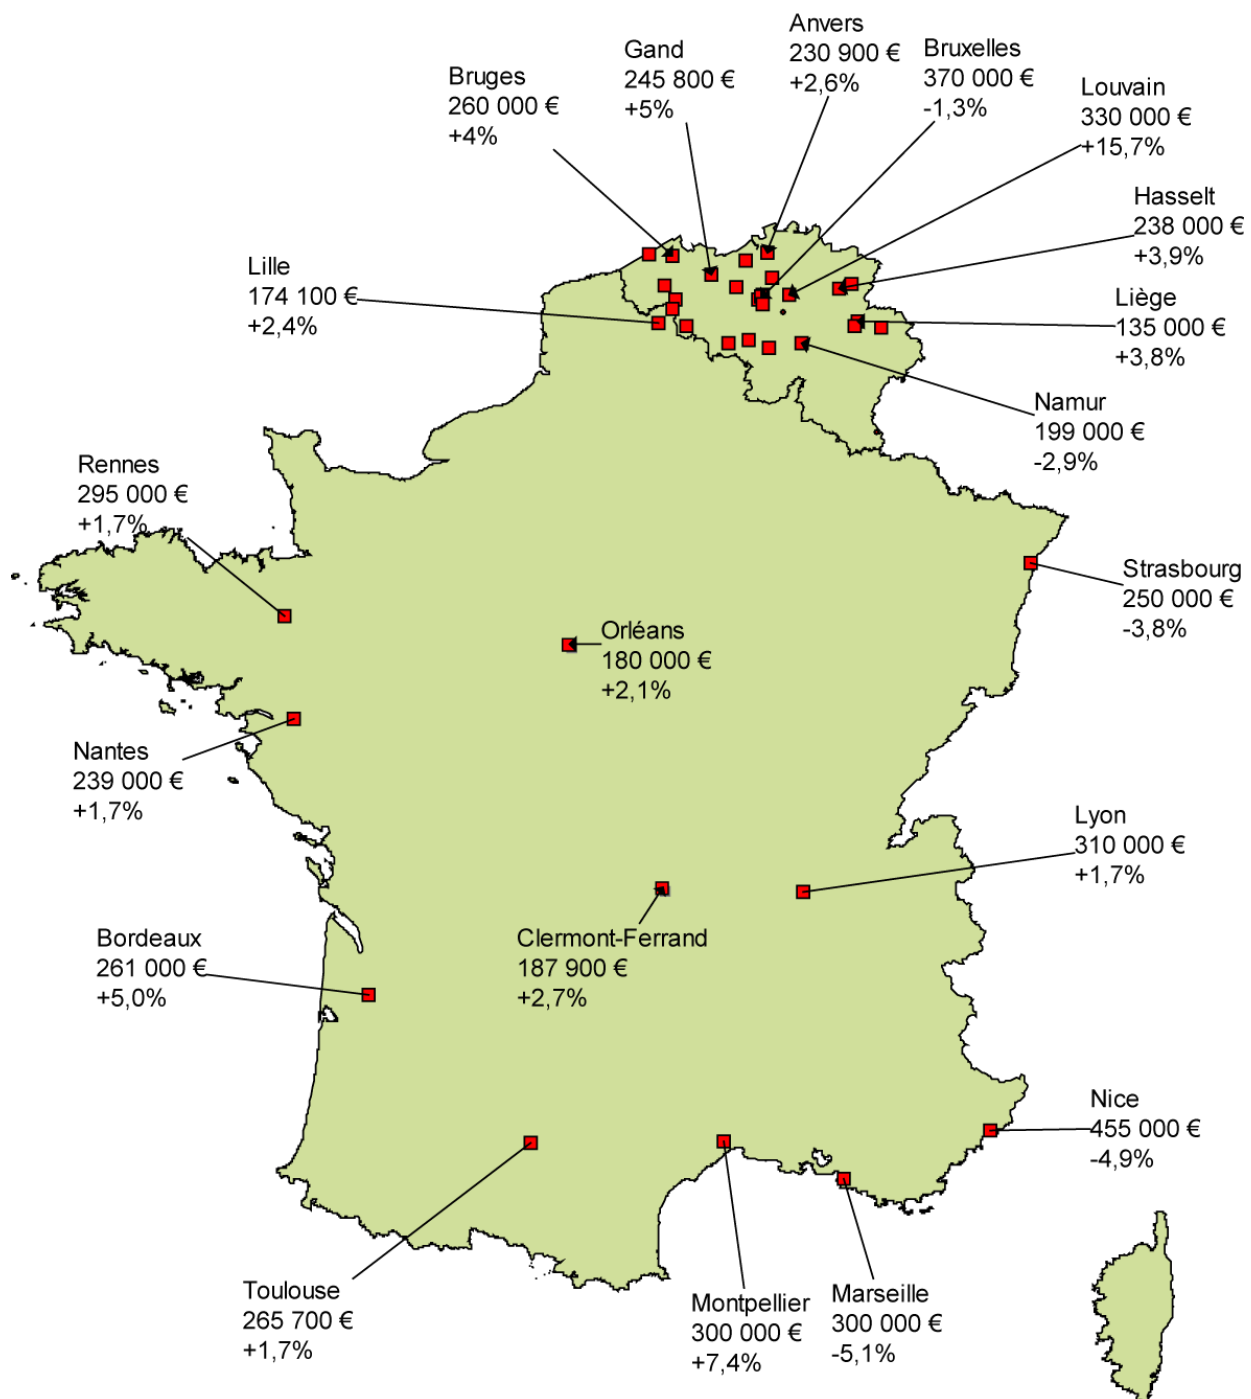 Anvers
230 900 €
+2,6%
Bruxelles
370 000 €
-1,3%
Gand
245 800 €
+5%
Bruges
260 000 €
+4%
Louvain
330 000 €
+15,7%
Hasselt
238 000 €
+3,9%
Lille
174 100 €
+2,4%
Liège
135 000 €
+3,8%
Namur
199 000 €
-2,9%
Rennes
295 000 €
+1,7%
Strasbourg
250 000 €
-3,8%
Orléans
180 000 €
+2,1%
Nantes
239 000 €
+1,7%
Lyon
310 000 €
+1,7%
Bordeaux
261 000 €
+5,0%
Clermont-Ferrand
187 900 €
+2,7%
Nice
455 000 €
-4,9%
Toulouse
265 700 €
+1,7%
Montpellier
300 000 €
+7,4%
Marseille
300 000 €
-5,1%